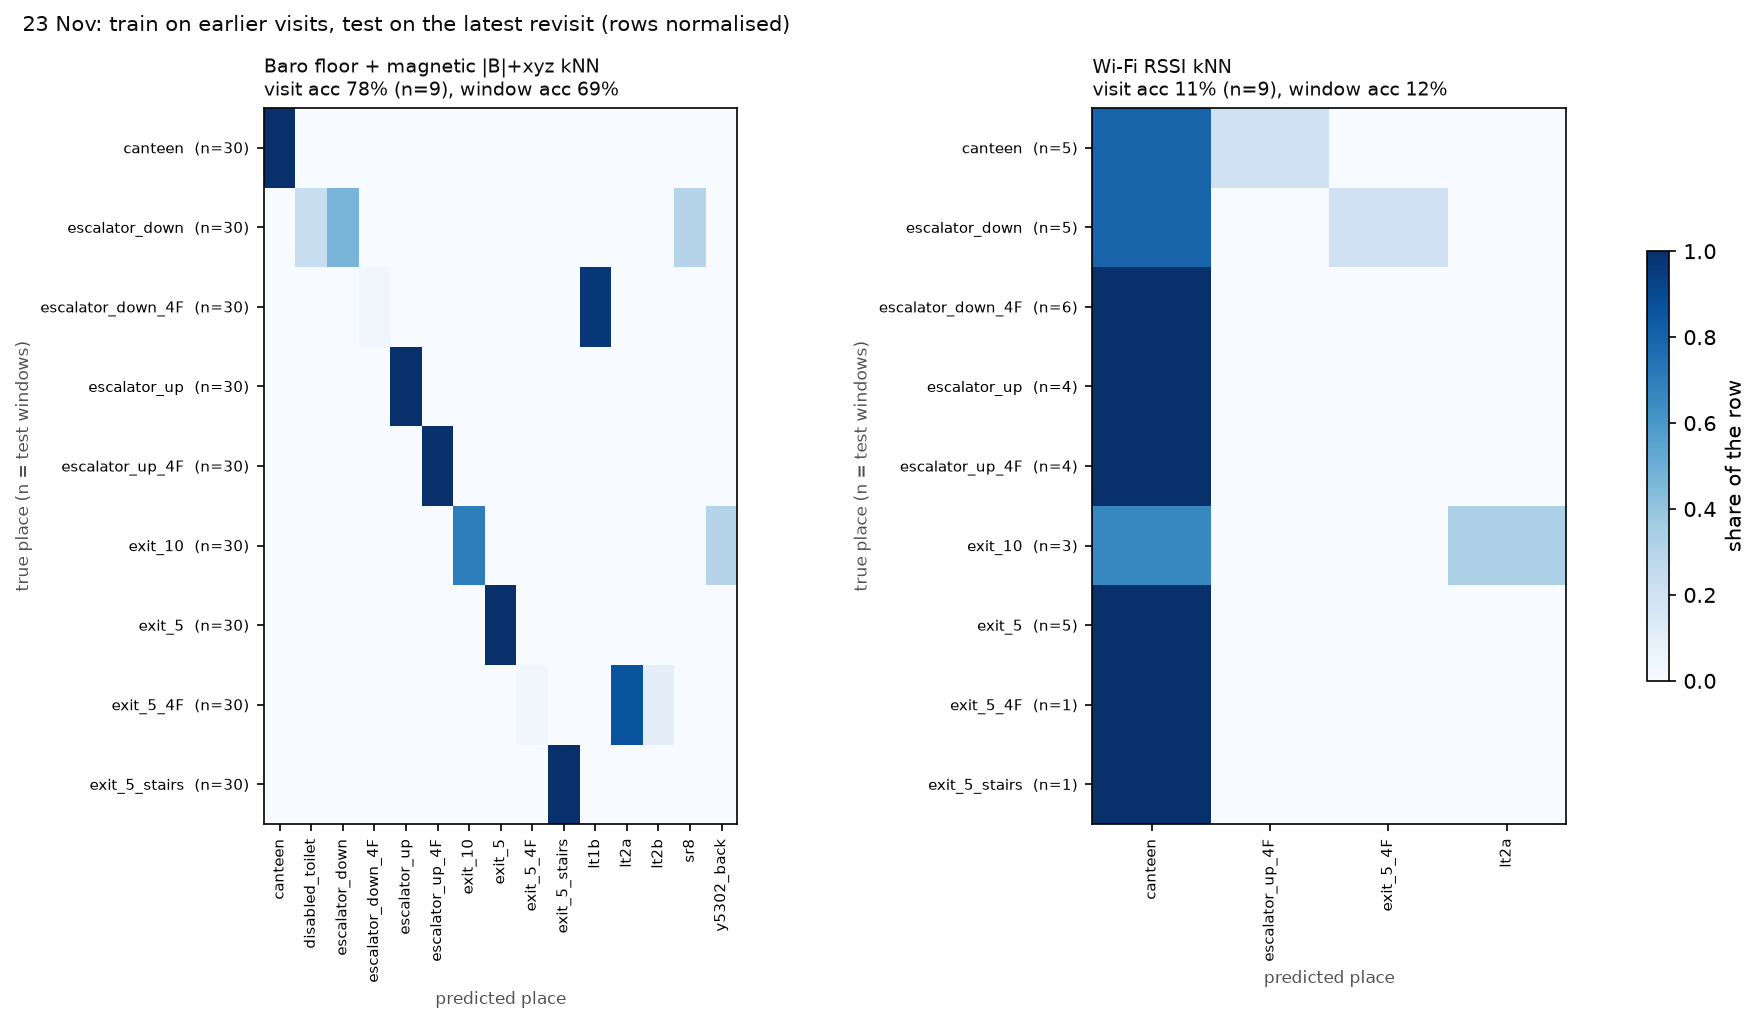 23 Nov: train on earlier visits, test on the latest revisit (rows normalised)
Baro floor + magnetic |B|+xyz kNN
visit acc 78% (n=9), window acc 69%
true place (n = test windows)
canteen (n=30)
escalator_down (n=30)
escalator_down_4F (n=30)
escalator_up (n=30)
escalator_up_4F (n=30)
exit_10 (n=30)
exit_5 (n=30)
exit_5_4F (n=30)
exit_5_stairs (n=30)
canteen
disabled_toilet
escalator_down
escalator_down_4F
escalator_up
escalator_up_4F
exit_10
exit_5
exit_5_4F
exit_5_stairs
lt1b
lt2a
lt2b
sr8
y5302_back
predicted place
Wi-Fi RSSI kNN
visit acc 11% (n=9), window acc 12%
true place (n = test windows)
canteen (n=5)
escalator_down (n=5)
escalator_down_4F (n=6)
escalator_up (n=4)
escalator_up_4F (n=4)
exit_10 (n=3)
exit_5 (n=5)
exit_5_4F (n=1)
exit_5_stairs (n=1)
canteen
escalator_up_4F
exit_5_4F
lt2a
predicted place
1.0
0.8
0.6
0.4
0.2
0.0
share of the row